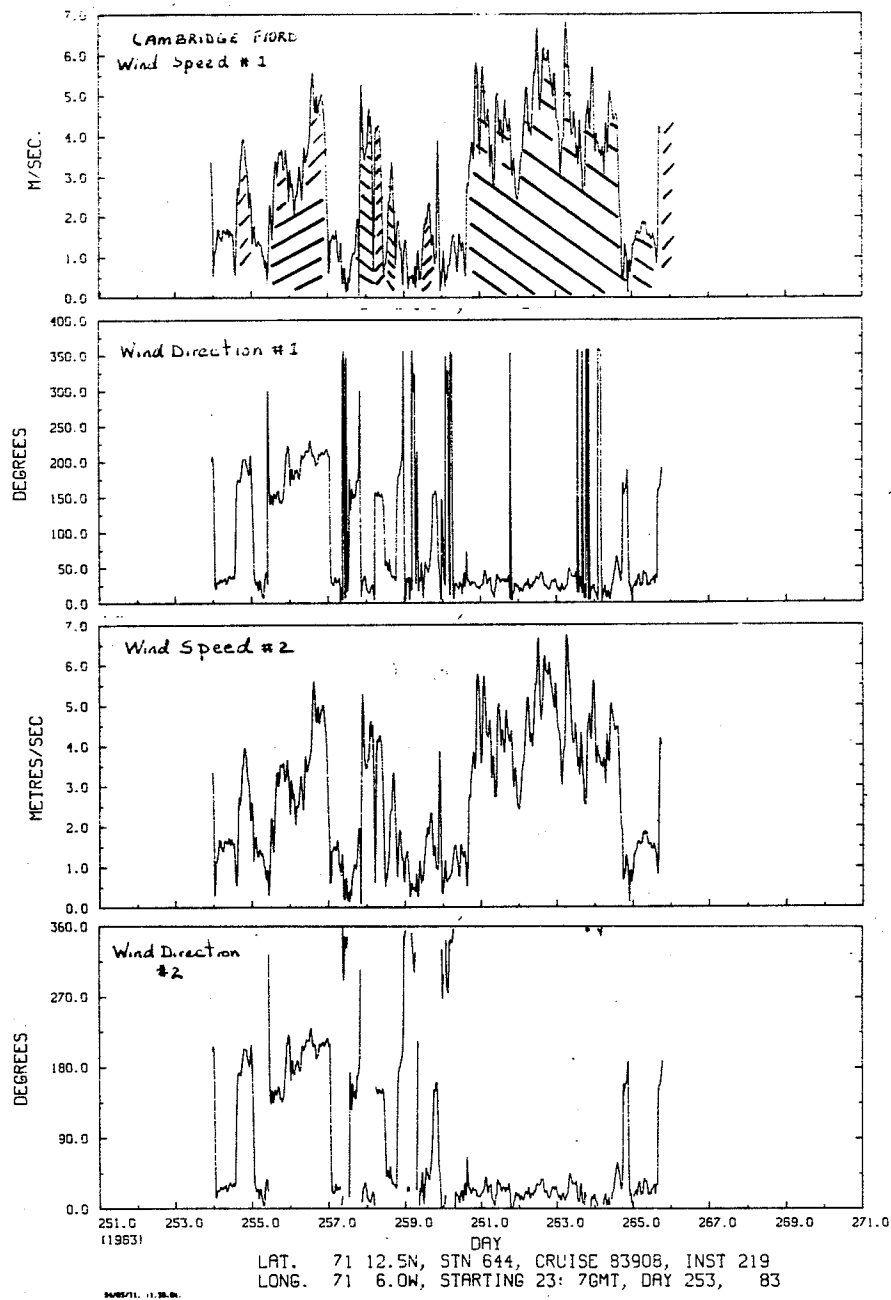 CAMBRIDGE FIORD
Wind Speed #1
M/SEC.
7.0
6.0
5.0
4.0
3.0
2.0
1.0
0.0
Wind Direction #1
DEGREES
400.0
350.0
300.0
250.0
200.0
150.0
100.0
50.0
0.0
Wind Speed #2
METRES/SEC
7.0
6.0
5.0
4.0
3.0
2.0
1.0
0.0
Wind Direction
#2
DEGREES
360.0
270.0
180.0
90.0
0.0
251.0 253.0 255.0 257.0 259.0 261.0 263.0 265.0 267.0 269.0 271.0
(1983)
DAY
LAT. 71 12.5N, STN 644, CRUISE 83908, INST 219
LONG. 71 6.0W, STARTING 23: 7GMT, DAY 253, 83